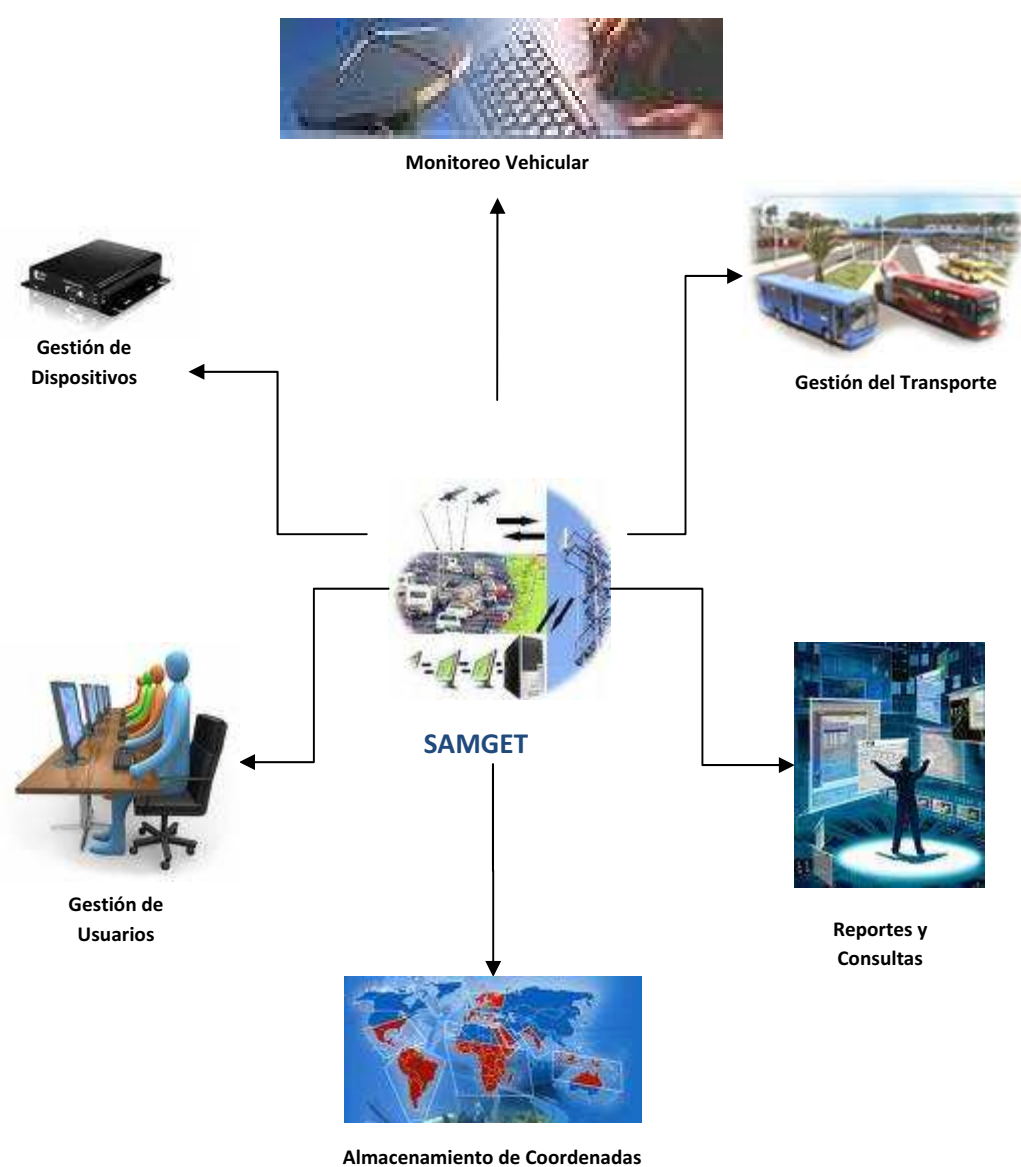 Monitoreo Vehicular
Gestión de
Dispositivos
Gestión del Transporte
SAMGET
Gestión de
Usuarios
Reportes y
Consultas
Almacenamiento de Coordenadas